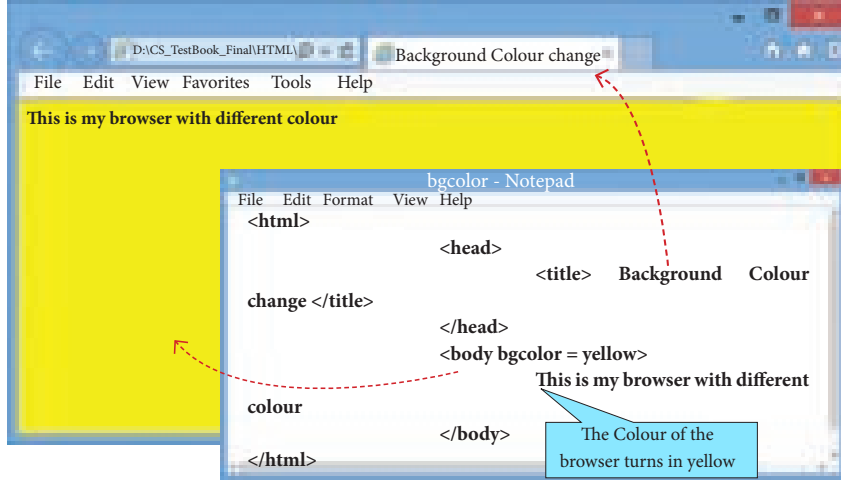 D:\CS_TestBook_Final\HTML\
Background Colour change
File Edit View Favorites Tools Help
This is my browser with different colour
bgcolor - Notepad
File Edit Format View Help
<html>
<head>
<title> Background Colour
change </title>
</head>
<body bgcolor = yellow>
This is my browser with different
colour
</body>
</html>
The Colour of the
browser turns in yellow